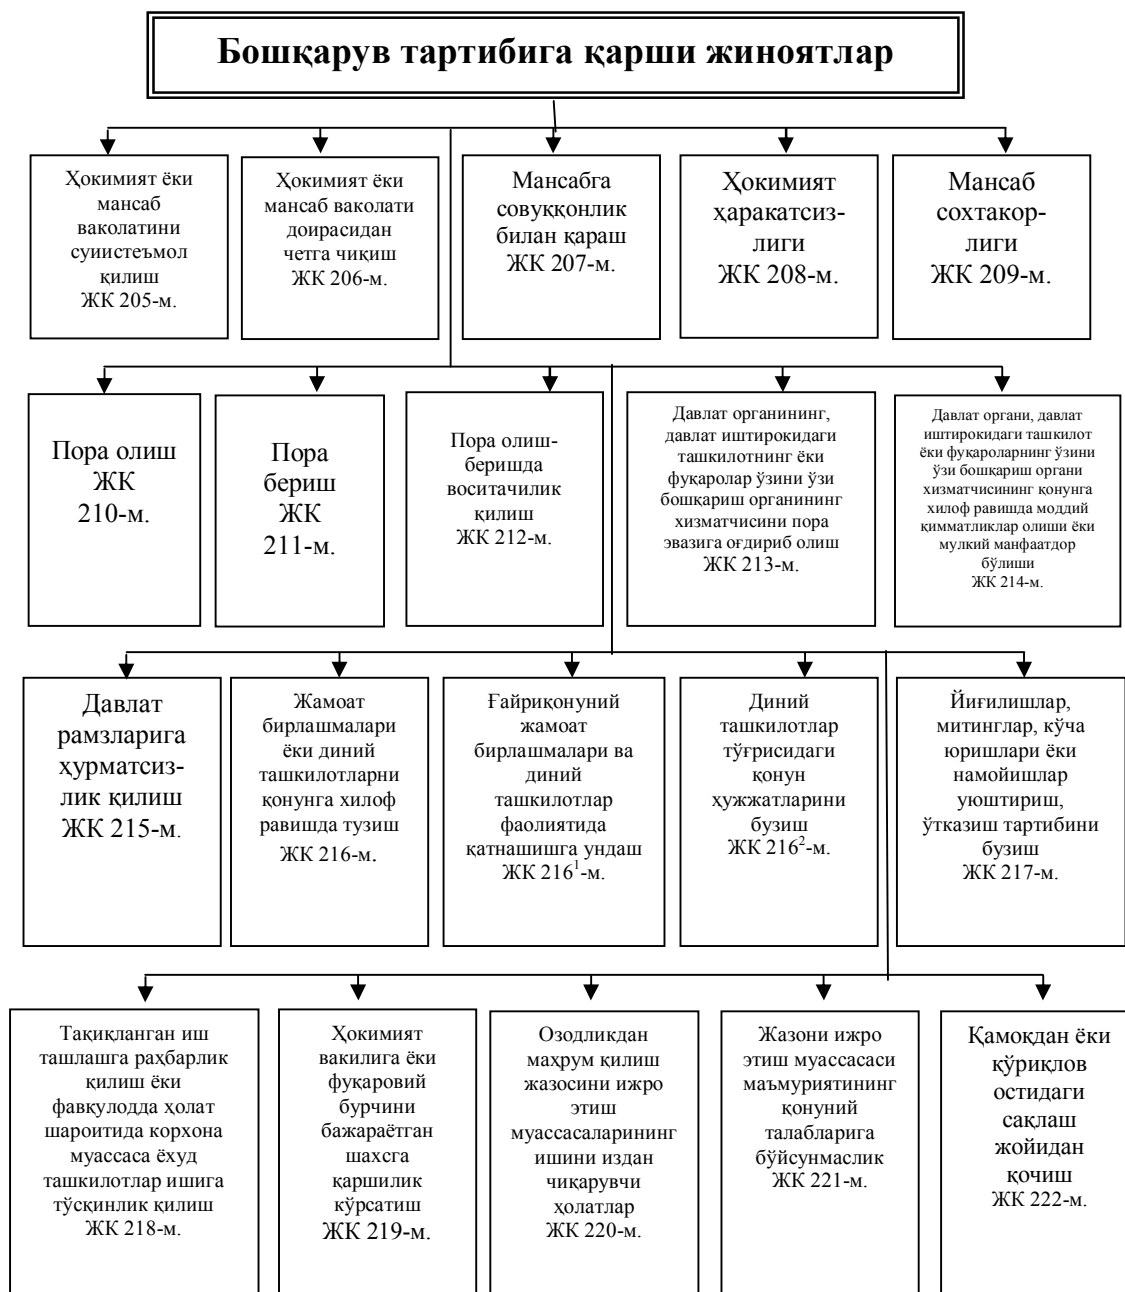 Бошқарув тартибига қарши жиноятлар
Ҳокимият ёки
мансаб
ваколатини
суиистеъмол
қилиш
ЖК 205-м.
Ҳокимият ёки
мансаб ваколати
доирасидан
четга чиқиш
ЖК 206-м.
Мансабга
совуққонлик
билан қараш
ЖК 207-м.
Ҳокимият
ҳаракатсиз-
лиги
ЖК 208-м.
Мансаб
сохтакор-
лиги
ЖК 209-м.
Пора олиш
ЖК
210-м.
Пора
бериш
ЖК
211-м.
Пора олиш-
беришда
воситачилик
қилиш
ЖК 212-м.
Давлат органининг,
давлат иштирокидаги
ташкилотнинг ёки
фуқаролар ўзини ўзи
бошқариш органининг
хизматчисини пора
эвазига оғдириб олиш
ЖК 213-м.
Давлат органи, давлат
иштирокидаги ташкилот
ёки фуқароларнинг ўзини
ўзи бошқариш органи
хизматчисининг қонунга
хилоф равишда моддий
қимматликлар олиши ёки
мулкий манфаатдор
бўлиши
ЖК 214-м.
Давлат
рамзларига
ҳурматсиз-
лик қилиш
ЖК 215-м.
Жамоат
бирлашмалари
ёки диний
ташкилотларни
қонунга хилоф
равишда тузиш
ЖК 216-м.
Ғайриқонуний
жамоат
бирлашмалари ва
диний
ташкилотлар
фаолиятида
қатнашишга ундаш
ЖК 216¹-м.
Диний
ташкилотлар
тўғрисидаги
қонун
ҳужжатларини
бузиш
ЖК 216²-м.
Йиғилишлар,
митинглар, кўча
юришлари ёки
намойишлар
уюштириш,
ўтказиш тартибини
бузиш
ЖК 217-м.
Тақиқланган иш
ташлашга раҳбарлик
қилиш ёки
фавқулодда ҳолат
шароитида корхона
муассаса ёхуд
ташкилотлар ишига
тўсқинлик қилиш
ЖК 218-м.
Ҳокимият
вакилига ёки
фуқаровий
бурчини
бажараётган
шахсга
қаршилик
кўрсатиш
ЖК 219-м.
Озодликдан
маҳрум қилиш
жазосини ижро
этиш
муассасаларининг
ишини издан
чиқарувчи
ҳолатлар
ЖК 220-м.
Жазони ижро
этиш муассасаси
маъмуриятининг
қонуний
талабларига
бўйсунмаслик
ЖК 221-м.
Қамоқдан ёки
қўриқлов
остидаги
сақлаш
жойидан
қочиш
ЖК 222-м.